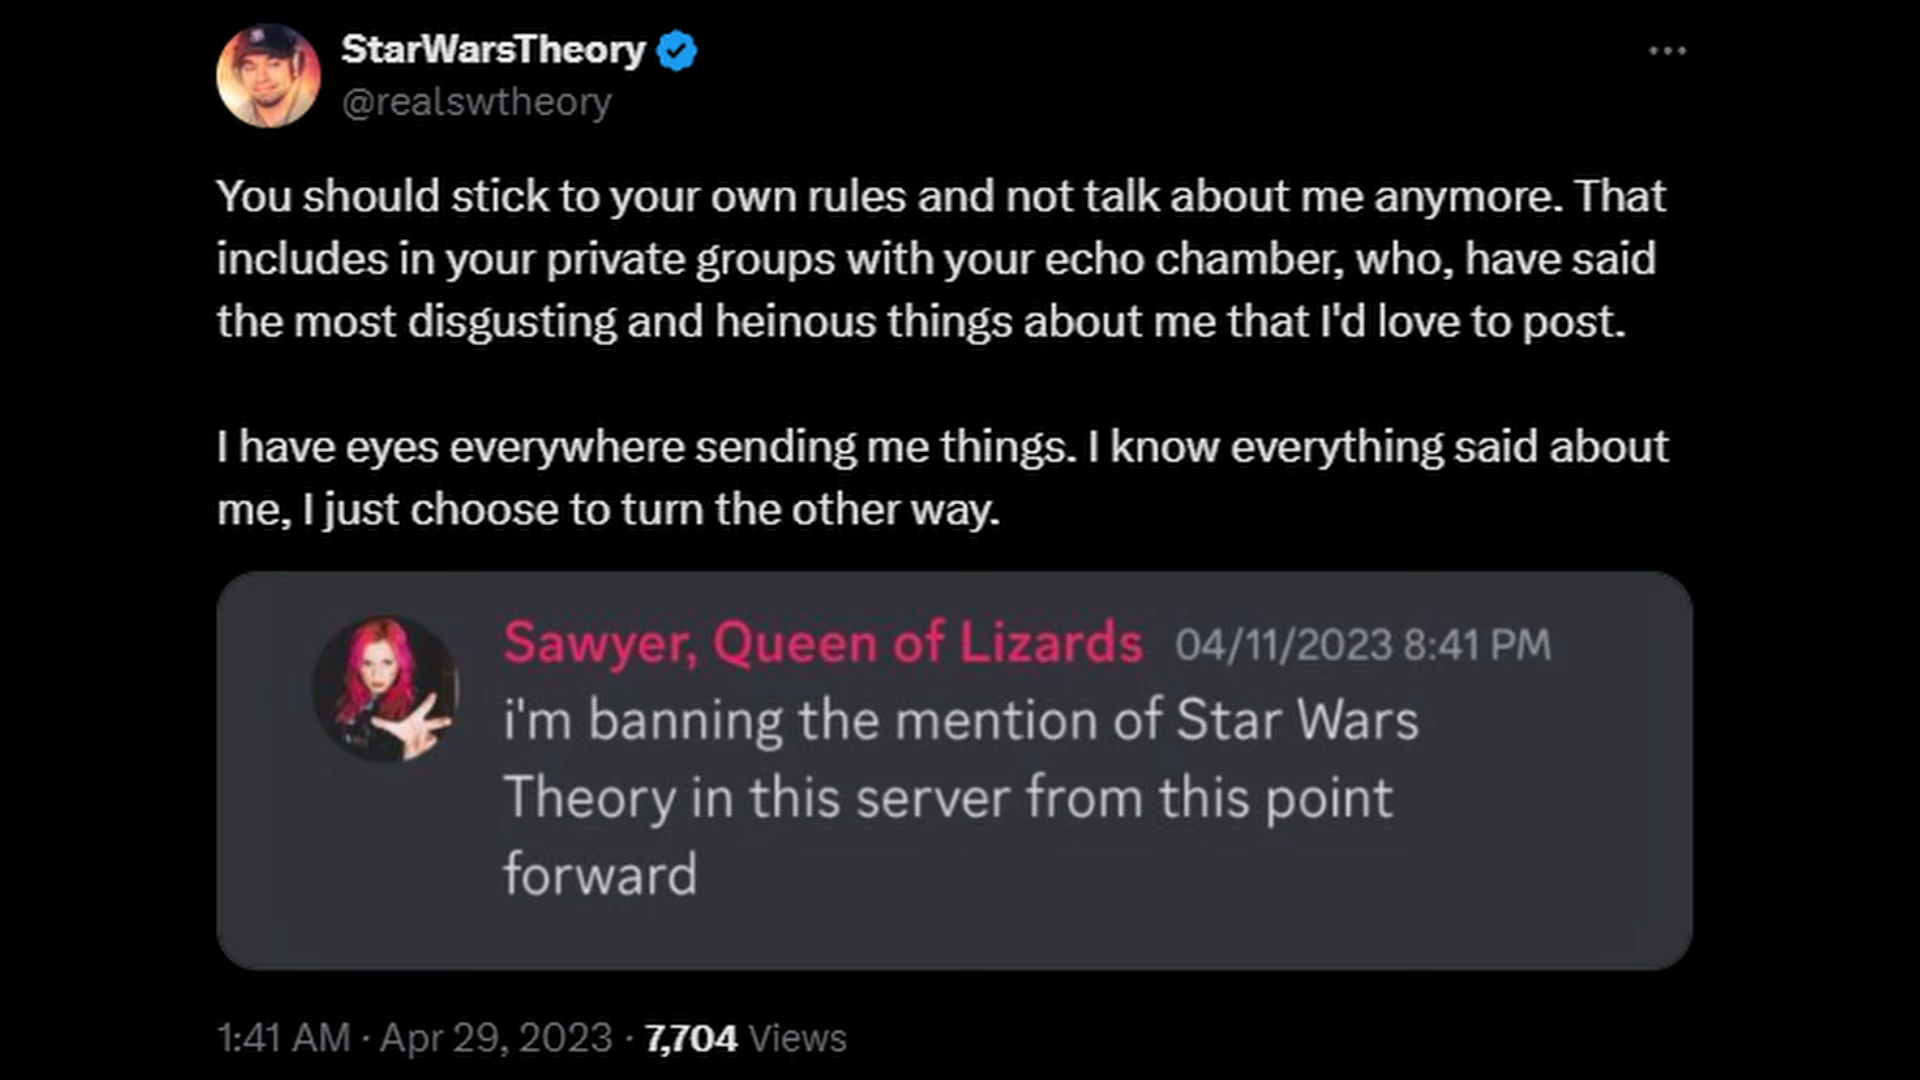 StarWarsTheory
@realswtheory
You should stick to your own rules and not talk about me anymore. That
includes in your private groups with your echo chamber, who, have said
the most disgusting and heinous things about me that I'd love to post.
I have eyes everywhere sending me things. I know everything said about
me, I just choose to turn the other way.
Sawyer, Queen of Lizards 04/11/2023 8:41 PM
i'm banning the mention of Star Wars
Theory in this server from this point
forward
1:41 AM · Apr 29, 2023 · 7,704 Views